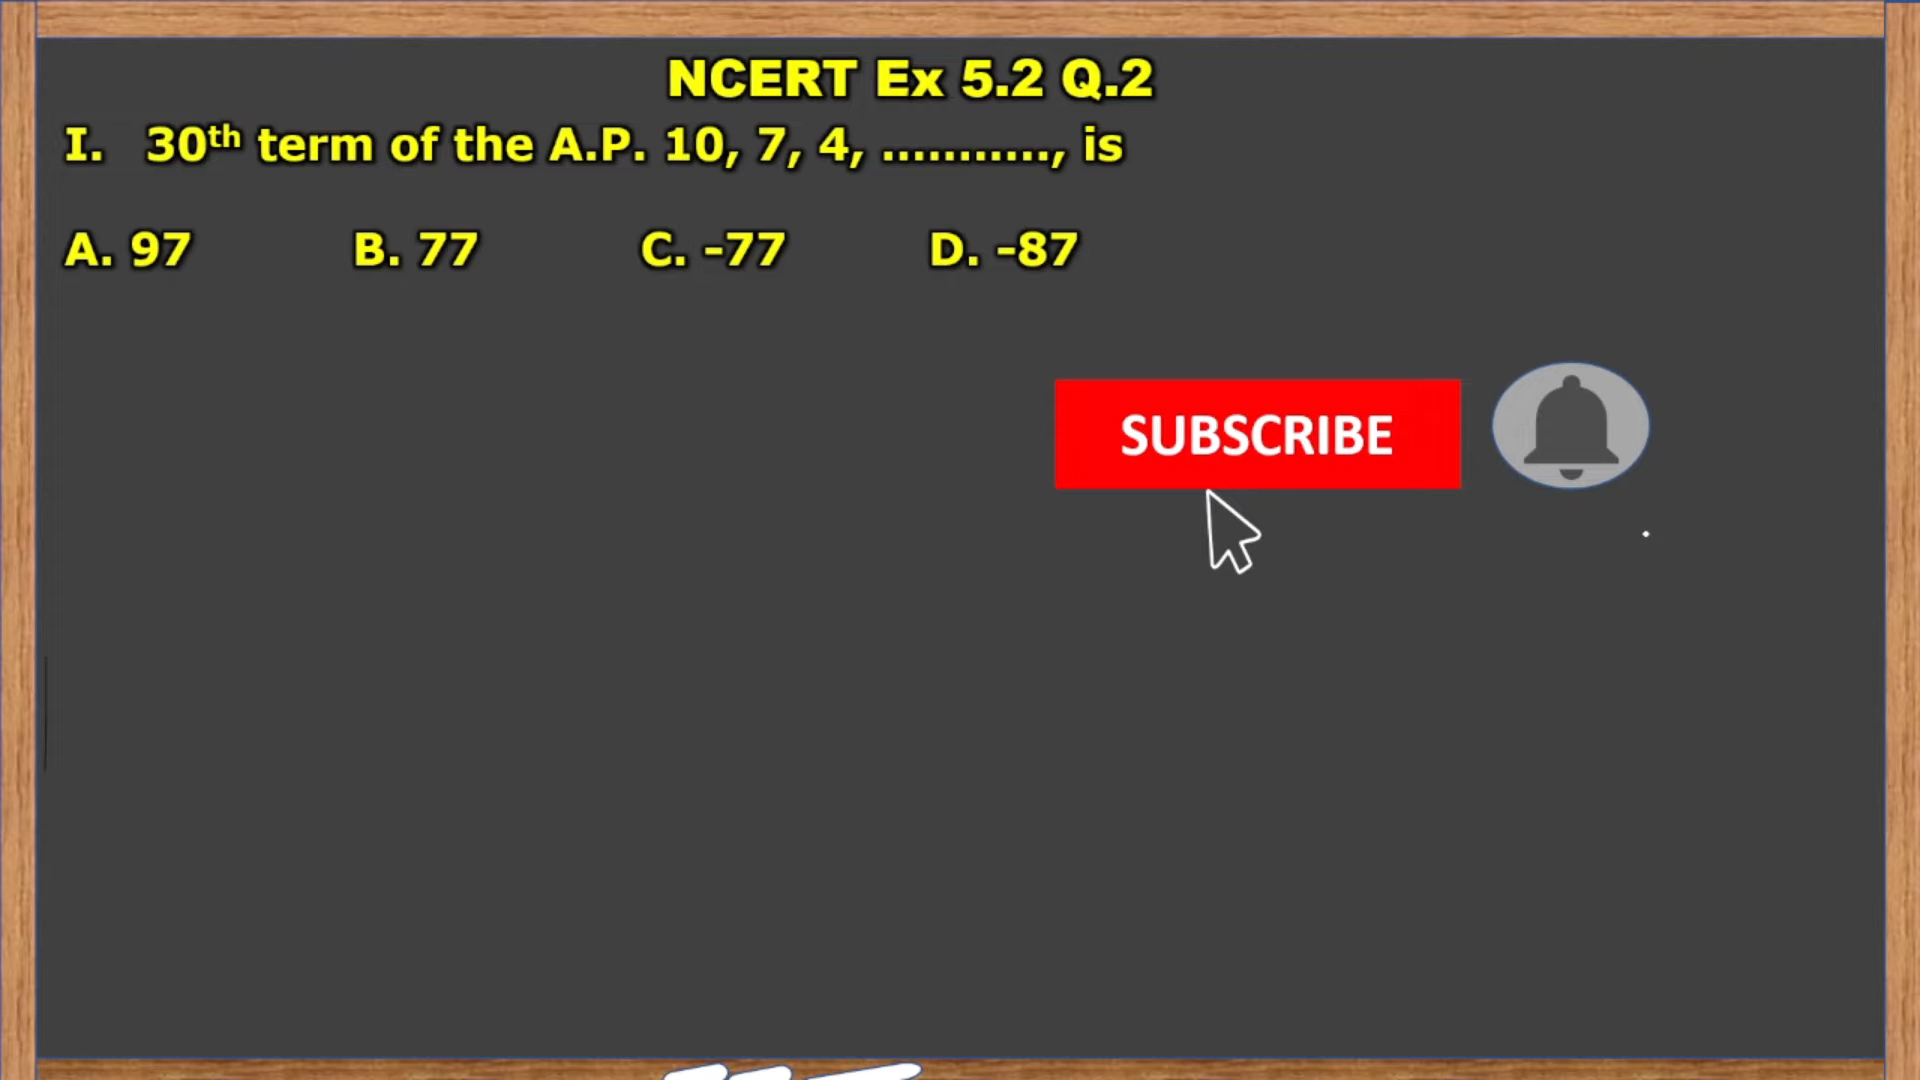 NCERT Ex 5.2 Q.2
I. 30th term of the A.P. 10, 7, 4, ..........., is
A. 97 B. 77 C. -77 D. -87
SUBSCRIBE